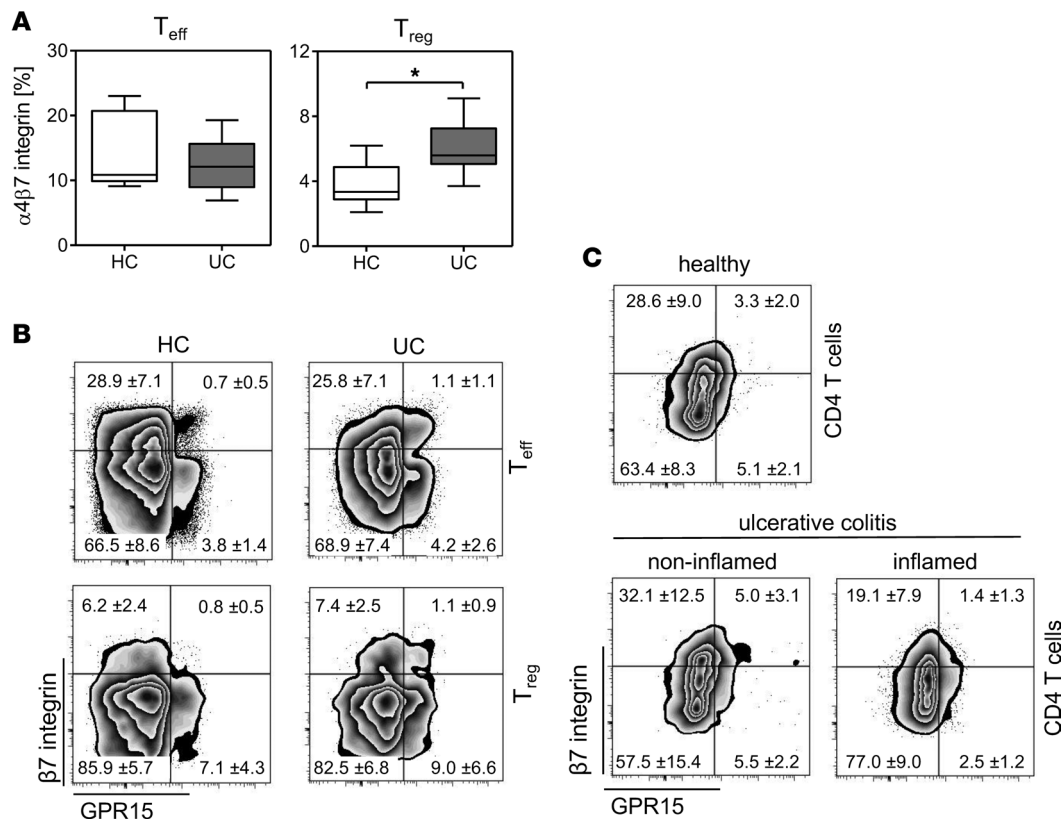 A
T_eff
T_reg
α4β7 integrin [%]
30
20
10
0
HC
UC
12
8
4
0
*
HC
UC
B
HC
UC
28.9 ±7.1
0.7 ±0.5
66.5 ±8.6
3.8 ±1.4
25.8 ±7.1
1.1 ±1.1
68.9 ±7.4
4.2 ±2.6
T_eff
6.2 ±2.4
0.8 ±0.5
85.9 ±5.7
7.1 ±4.3
7.4 ±2.5
1.1 ±0.9
82.5 ±6.8
9.0 ±6.6
T_reg
β7 integrin
GPR15
C
healthy
28.6 ±9.0
3.3 ±2.0
63.4 ±8.3
5.1 ±2.1
CD4 T cells
ulcerative colitis
non-inflamed
inflamed
32.1 ±12.5
5.0 ±3.1
57.5 ±15.4
5.5 ±2.2
19.1 ±7.9
1.4 ±1.3
77.0 ±9.0
2.5 ±1.2
CD4 T cells
β7 integrin
GPR15